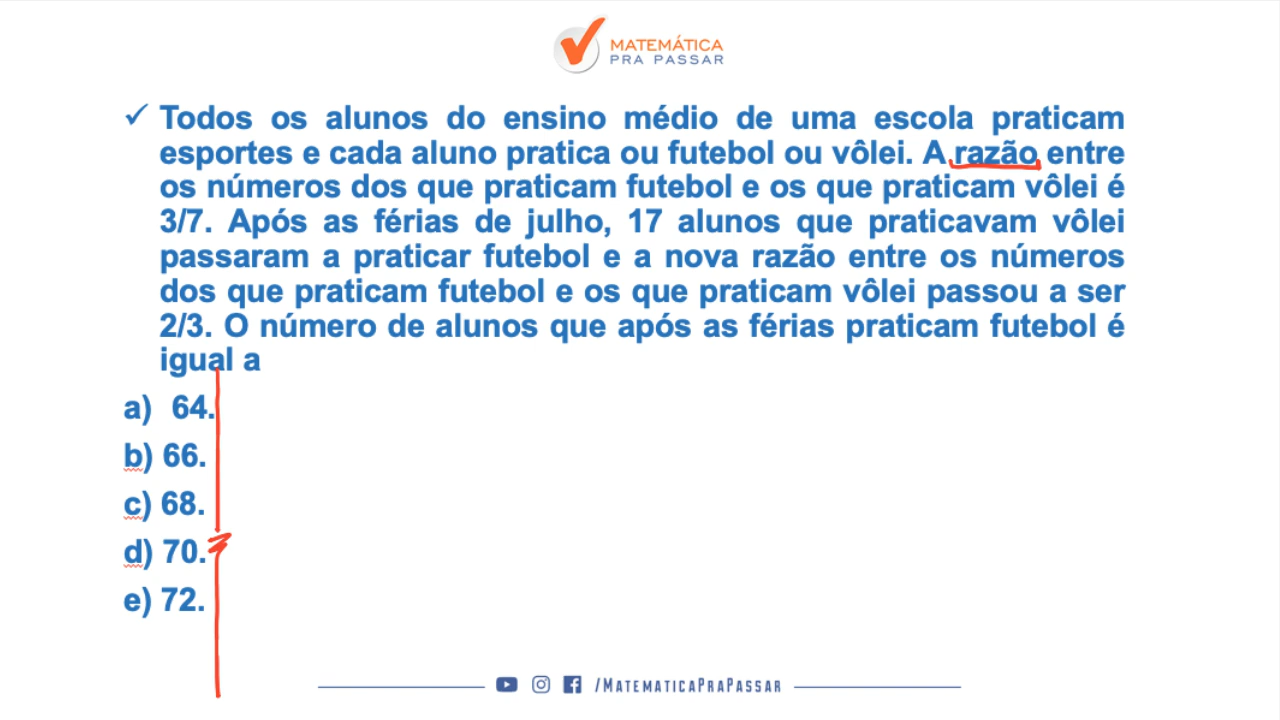 MATEMÁTICA
PRA PASSAR
✓ Todos os alunos do ensino médio de uma escola praticam
esportes e cada aluno pratica ou futebol ou vôlei. A razão entre
os números dos que praticam futebol e os que praticam vôlei é
3/7. Após as férias de julho, 17 alunos que praticavam vôlei
passaram a praticar futebol e a nova razão entre os números
dos que praticam futebol e os que praticam vôlei passou a ser
2/3. O número de alunos que após as férias praticam futebol é
igual a
a) 64.
b) 66.
c) 68.
d) 70.
e) 72.
/MATEMATICAPRAPASSAR